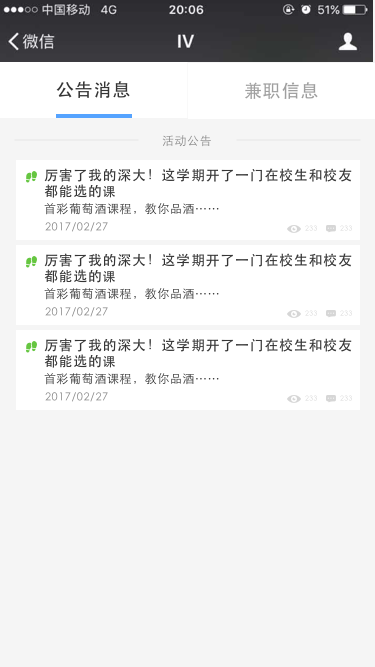 中国移动 4G 20:06 51%
微信 IV
公告消息 兼职信息
活动公告
厉害了我的深大！这学期开了一门在校生和校友
都能选的课
首彩葡萄酒课程，教你品酒……
2017/02/27 233 233
厉害了我的深大！这学期开了一门在校生和校友
都能选的课
首彩葡萄酒课程，教你品酒……
2017/02/27 233 233
厉害了我的深大！这学期开了一门在校生和校友
都能选的课
首彩葡萄酒课程，教你品酒……
2017/02/27 233 233